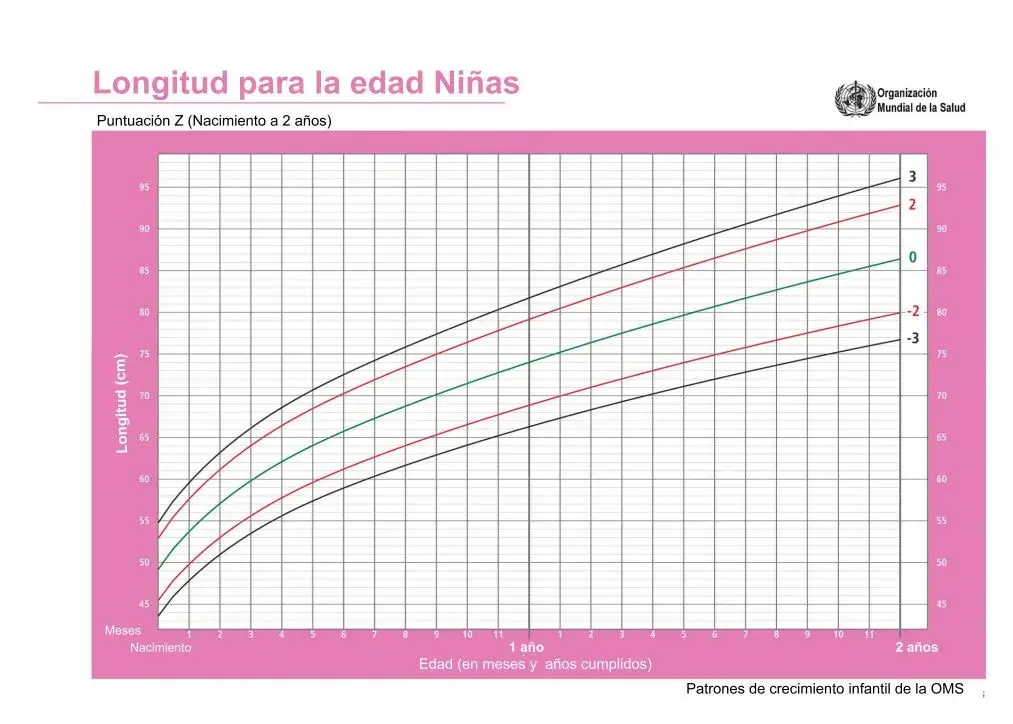 Longitud para la edad Niñas
Organización
Mundial de la Salud
Puntuación Z (Nacimiento a 2 años)
3
95 95
2
90 90
0
85 85
80 -2 80
-3
75 75
Longitud (cm)
70 70
65 65
60 60
55 55
50 50
45 45
Meses 1 2 3 4 5 6 7 8 9 10 11 1 2 3 4 5 6 7 8 9 10 11
Nacimiento 1 año 2 años
Edad (en meses y años cumplidos)
Patrones de crecimiento infantil de la OMS